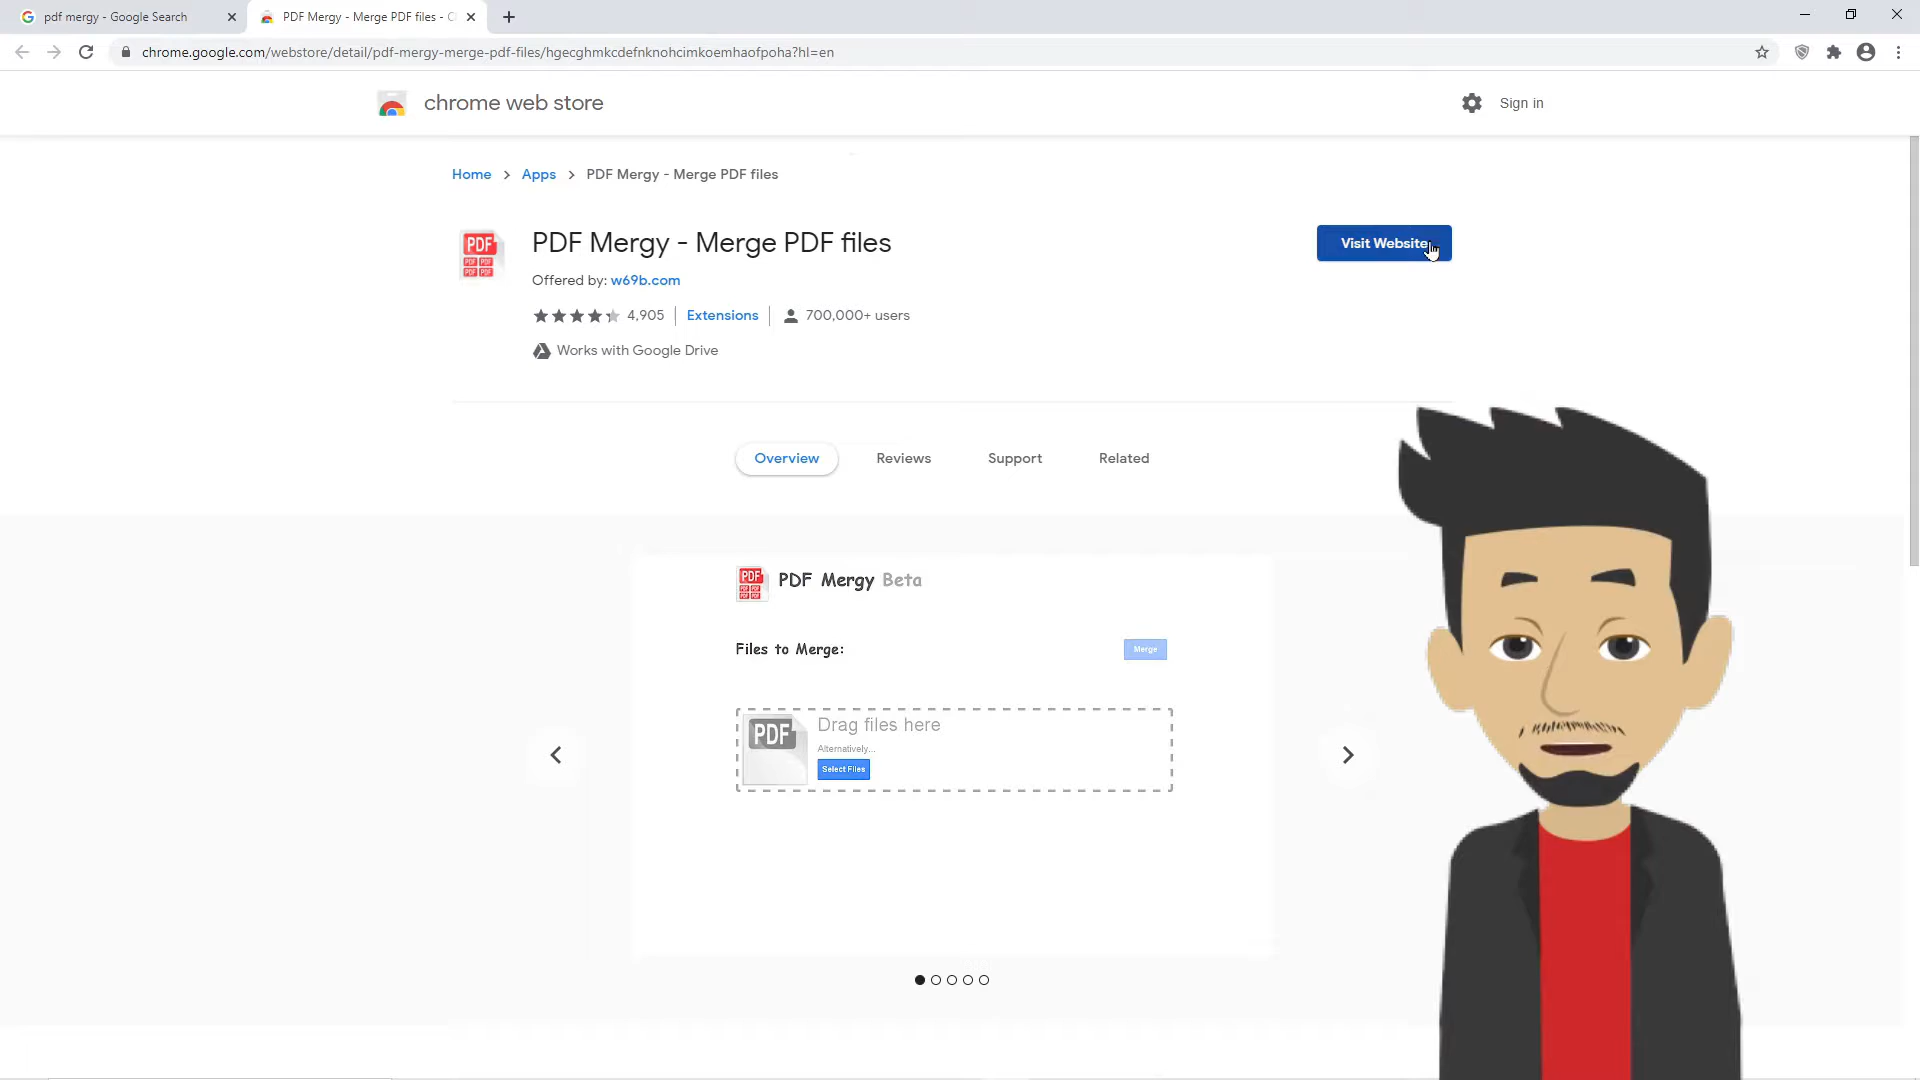 pdf mergy - Google Search
PDF Mergy - Merge PDF files - C
chrome.google.com/webstore/detail/pdf-mergy-merge-pdf-files/hgecghmkcdefnknohcimkoemhaofpoha?hl=en
chrome web store
Sign in
Home > Apps > PDF Mergy - Merge PDF files
PDF Mergy - Merge PDF files
Visit Website
Offered by: w69b.com
4,905 | Extensions | 700,000+ users
Works with Google Drive
Overview
Reviews
Support
Related
PDF Mergy Beta
Files to Merge:
Merge
PDF
Drag files here
Alternatively...
Select Files